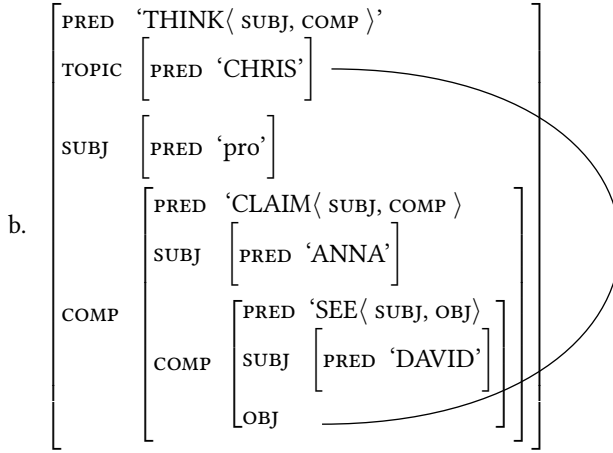 PRED ‘THINK⟨ SUBJ, COMP ⟩’
TOPIC [PRED ‘CHRIS’]
SUBJ [PRED ‘pro’]
PRED ‘CLAIM⟨ SUBJ, COMP ⟩
b.
SUBJ [PRED ‘ANNA’]
COMP
PRED ‘SEE⟨ SUBJ, OBJ⟩
COMP
SUBJ [PRED ‘DAVID’]
OBJ